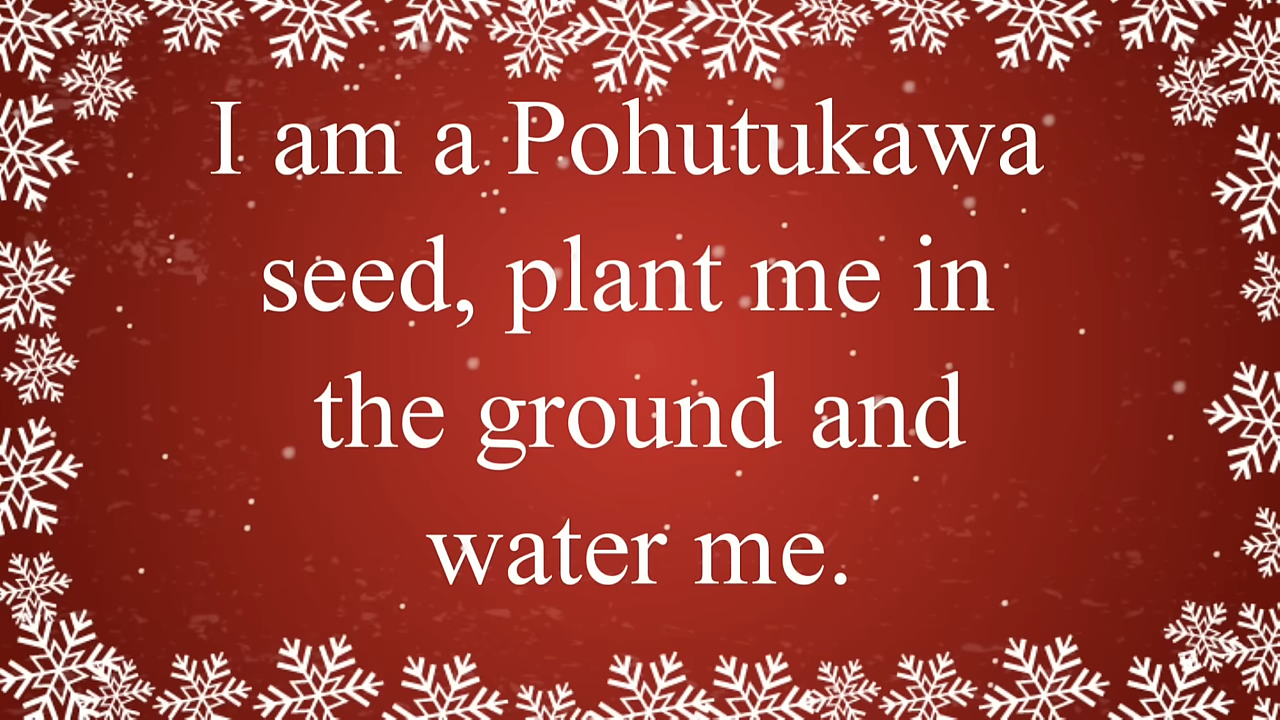 I am a Pohutukawa
seed, plant me in
the ground and
water me.